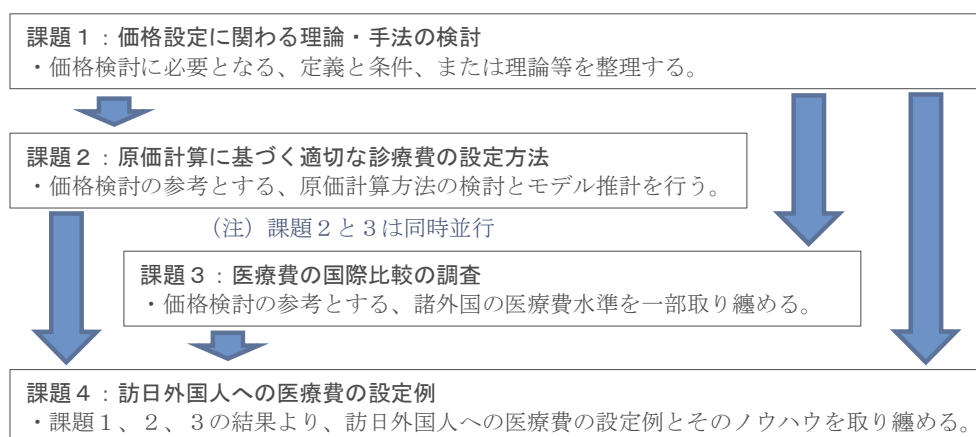 課題１：価格設定に関わる理論・手法の検討
・価格検討に必要となる、定義と条件、または理論等を整理する。
課題２：原価計算に基づく適切な診療費の設定方法
・価格検討の参考とする、原価計算方法の検討とモデル推計を行う。
（注）課題２と３は同時並行
課題３：医療費の国際比較の調査
・価格検討の参考とする、諸外国の医療費水準を一部取り纏める。
課題４：訪日外国人への医療費の設定例
・課題１、２、３の結果より、訪日外国人への医療費の設定例とそのノウハウを取り纏める。